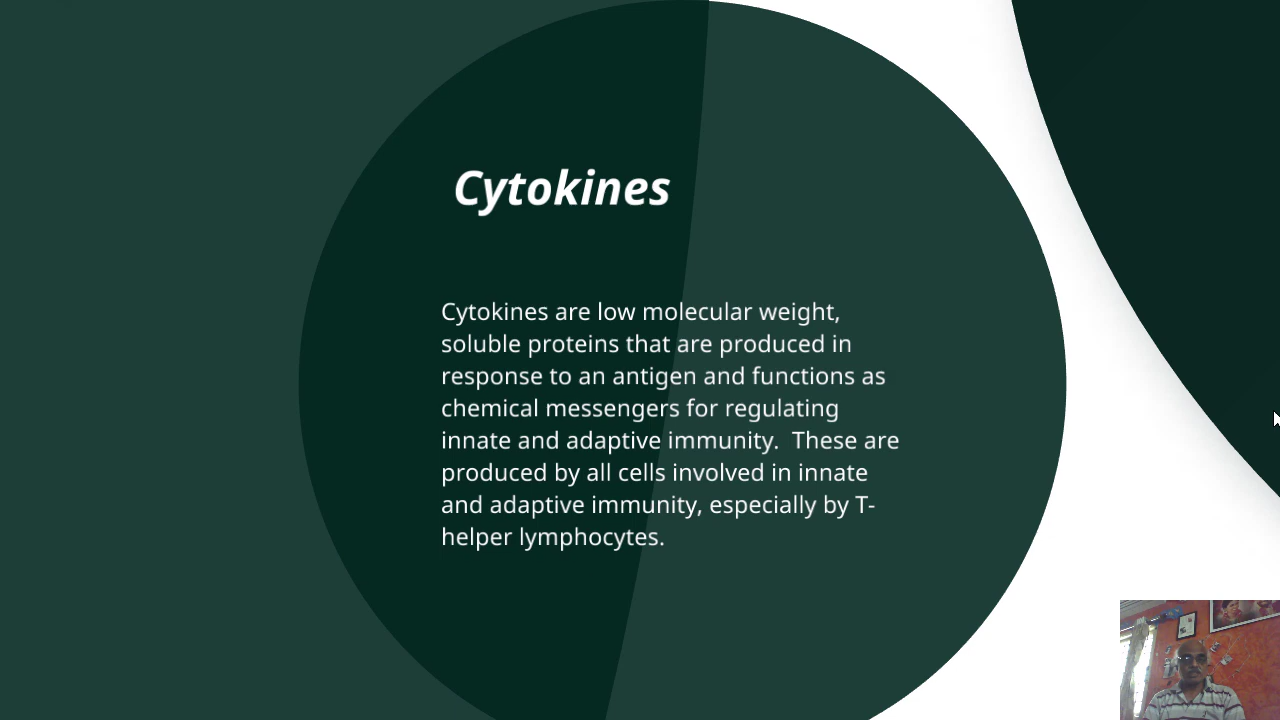 Cytokines
Cytokines are low molecular weight,
soluble proteins that are produced in
response to an antigen and functions as
chemical messengers for regulating
innate and adaptive immunity.  These are
produced by all cells involved in innate
and adaptive immunity, especially by T-
helper lymphocytes.